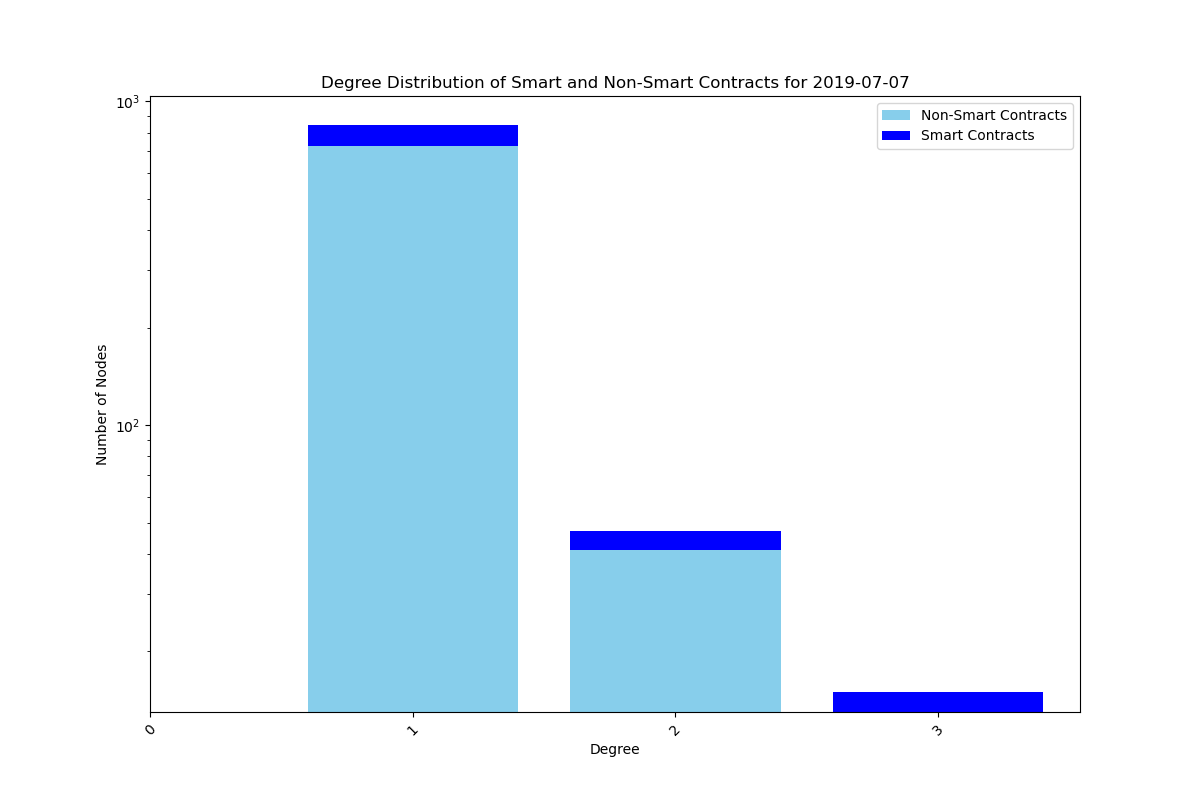 Degree Distribution of Smart and Non-Smart Contracts for 2019-07-07
10³
Non-Smart Contracts
Smart Contracts
Number of Nodes
10²
0
1
2
3
Degree